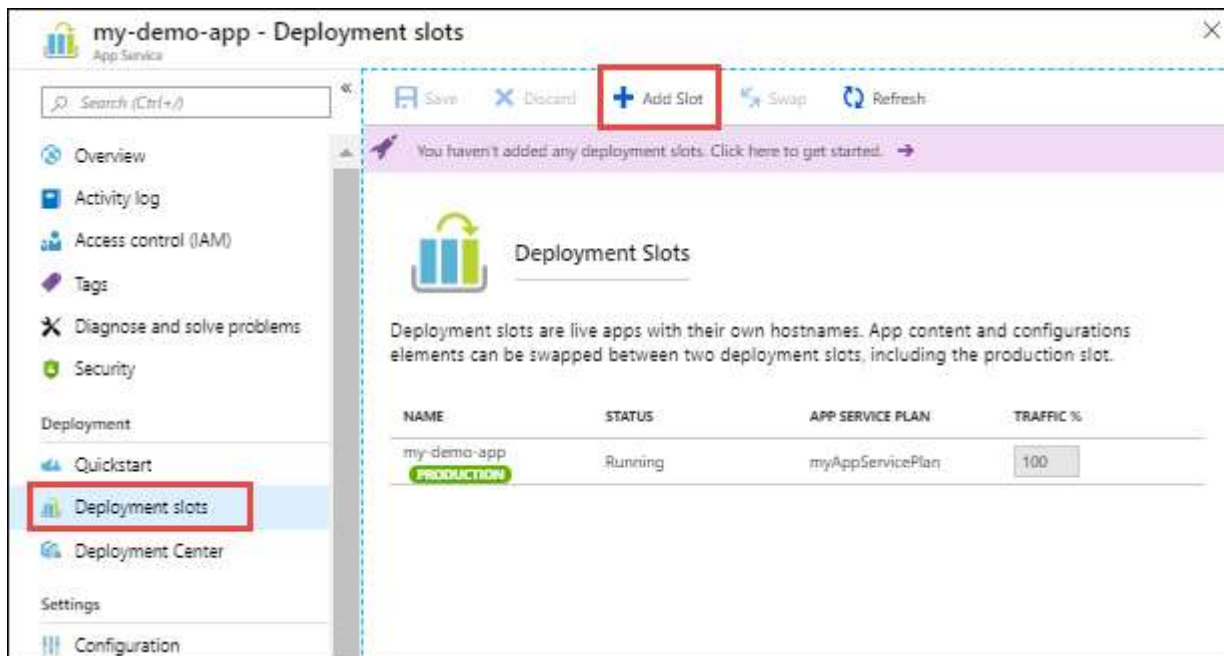 my-demo-app - Deployment slots
App Service
Search (Ctrl+/)
Overview
Activity log
Access control (IAM)
Tags
Diagnose and solve problems
Security
Deployment
Quickstart
Deployment slots
Deployment Center
Settings
Configuration
Save Discard Add Slot Swap Refresh
You haven't added any deployment slots. Click here to get started.
Deployment Slots
Deployment slots are live apps with their own hostnames. App content and configurations
elements can be swapped between two deployment slots, including the production slot.
NAME STATUS APP SERVICE PLAN TRAFFIC %
my-demo-app Running myAppServicePlan 100
PRODUCTION